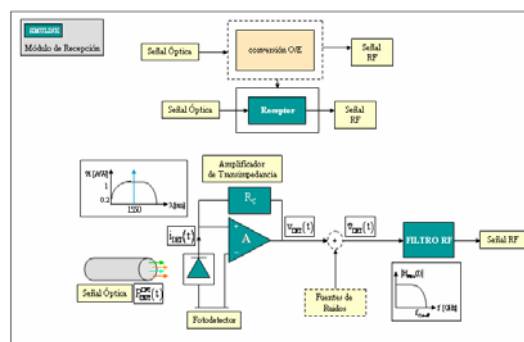 SIMULINK
Módulo de Recepción
Señal Óptica
conversión O/E
Señal
RF
Señal Óptica
Receptor
Señal
RF
Amplificador
de Transimpedancia
1
0.2
1550
R
i(t)
A
+
-
v(t)
+
v(t)
FILTRO RF
Señal RF
Señal Óptica
Fotodetector
Fuentes de
Ruidos